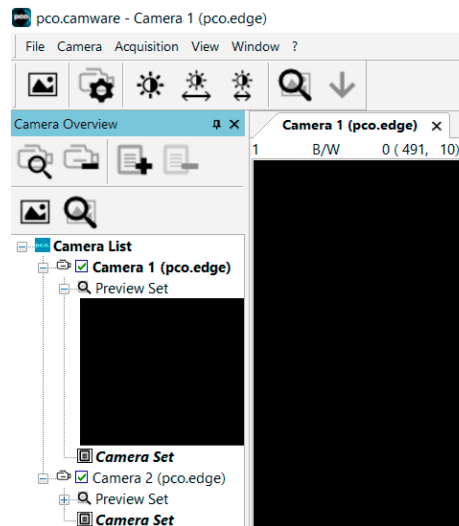 pco. pco.camware - Camera 1 (pco.edge)
File Camera Acquisition View Window ?
Camera Overview
Camera 1 (pco.edge)
1 B/W 0 ( 491, 10)
pco. Camera List
Camera 1 (pco.edge)
Preview Set
Camera Set
Camera 2 (pco.edge)
Preview Set
Camera Set